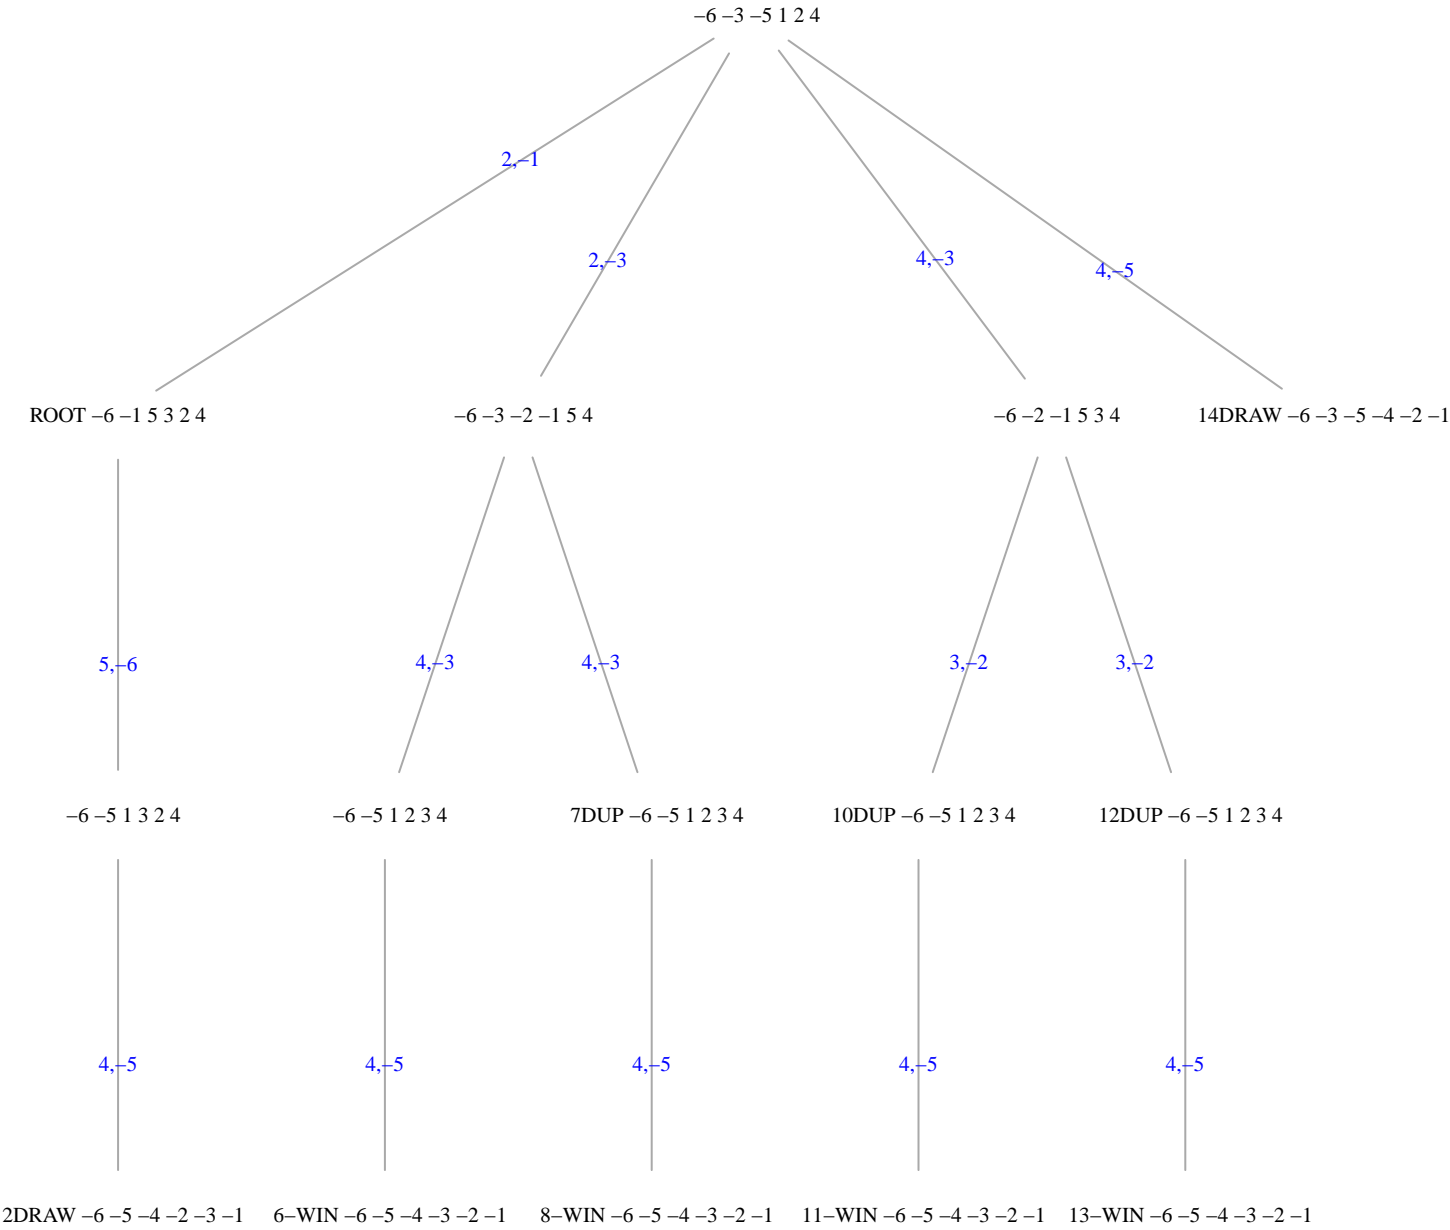 −6 −3 −5 1 2 4
2,−1
2,−3
4,−3
4,−5
ROOT −6 −1 5 3 2 4
−6 −3 −2 −1 5 4
−6 −2 −1 5 3 4
14DRAW −6 −3 −5 −4 −2 −1
5,−6
4,−3
4,−3
3,−2
3,−2
−6 −5 1 3 2 4
−6 −5 1 2 3 4
7DUP −6 −5 1 2 3 4
10DUP −6 −5 1 2 3 4
12DUP −6 −5 1 2 3 4
4,−5
4,−5
4,−5
4,−5
4,−5
2DRAW −6 −5 −4 −2 −3 −1
6−WIN −6 −5 −4 −3 −2 −1
8−WIN −6 −5 −4 −3 −2 −1
11−WIN −6 −5 −4 −3 −2 −1
13−WIN −6 −5 −4 −3 −2 −1